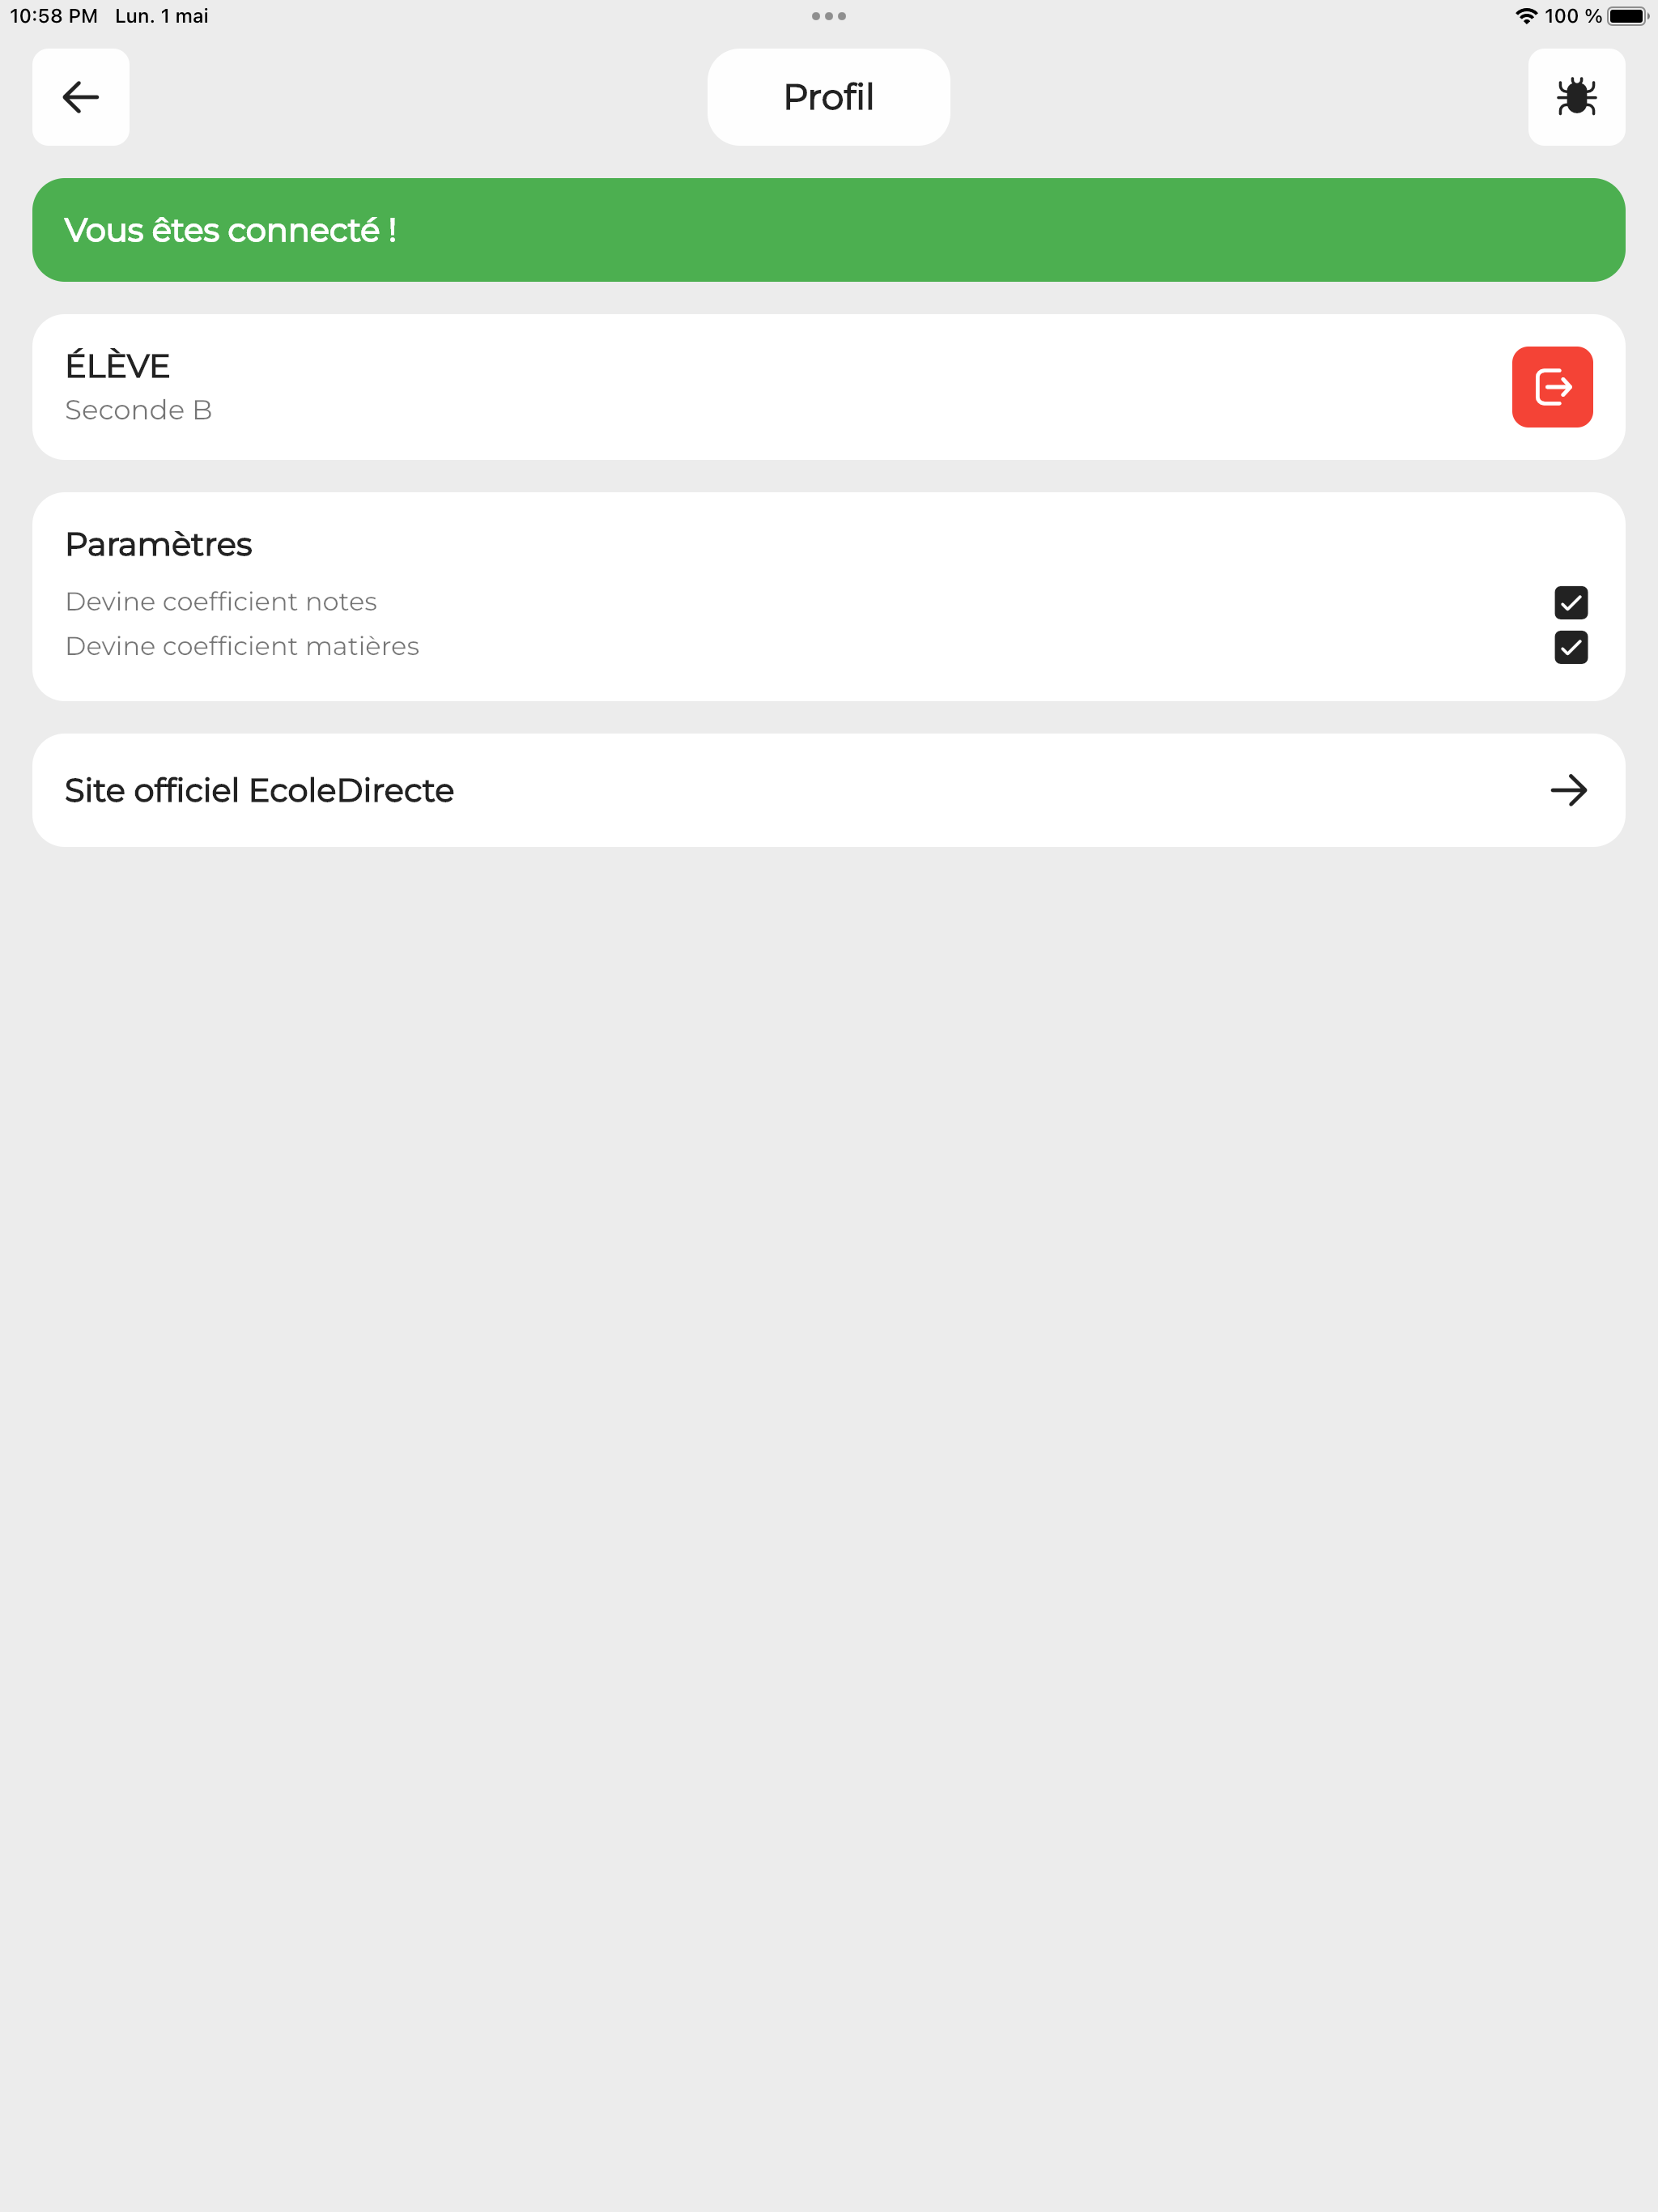 10:58 PM Lun. 1 mai 100 %
Profil
Vous êtes connecté !
ÉLÈVE
Seconde B
Paramètres
Devine coefficient notes
Devine coefficient matières
Site officiel EcoleDirecte